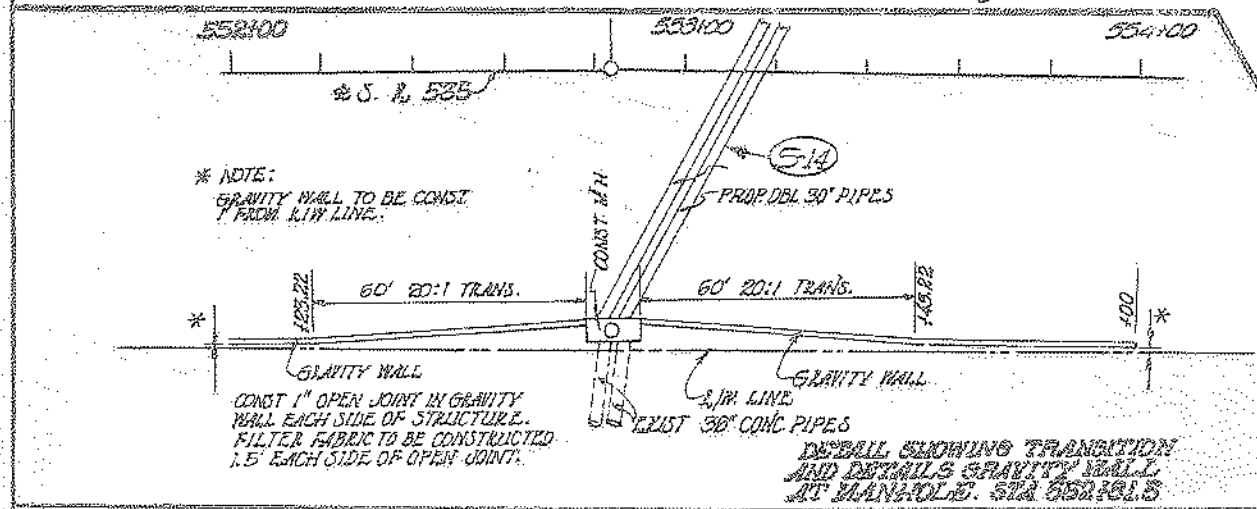 552+00
553+00
554+00
S. R. 535
S-14
* NOTE:
GRAVITY WALL TO BE CONST
1' FROM R/W LINE.
PROP. DBL 30" PIPES
CONST. M.H.
60' 20:1 TRANS.
60' 20:1 TRANS.
+23.22
+43.22
+00
*
*
GRAVITY WALL
GRAVITY WALL
R/W LINE
CONST 1" OPEN JOINT IN GRAVITY
WALL EACH SIDE OF STRUCTURE.
FILTER FABRIC TO BE CONSTRUCTED
1.5' EACH SIDE OF OPEN JOINT.
EXIST 30" CONC PIPES
DETAIL SHOWING TRANSITION
AND DETAILS GRAVITY WALL
AT MANHOLE. STA 552+81.5